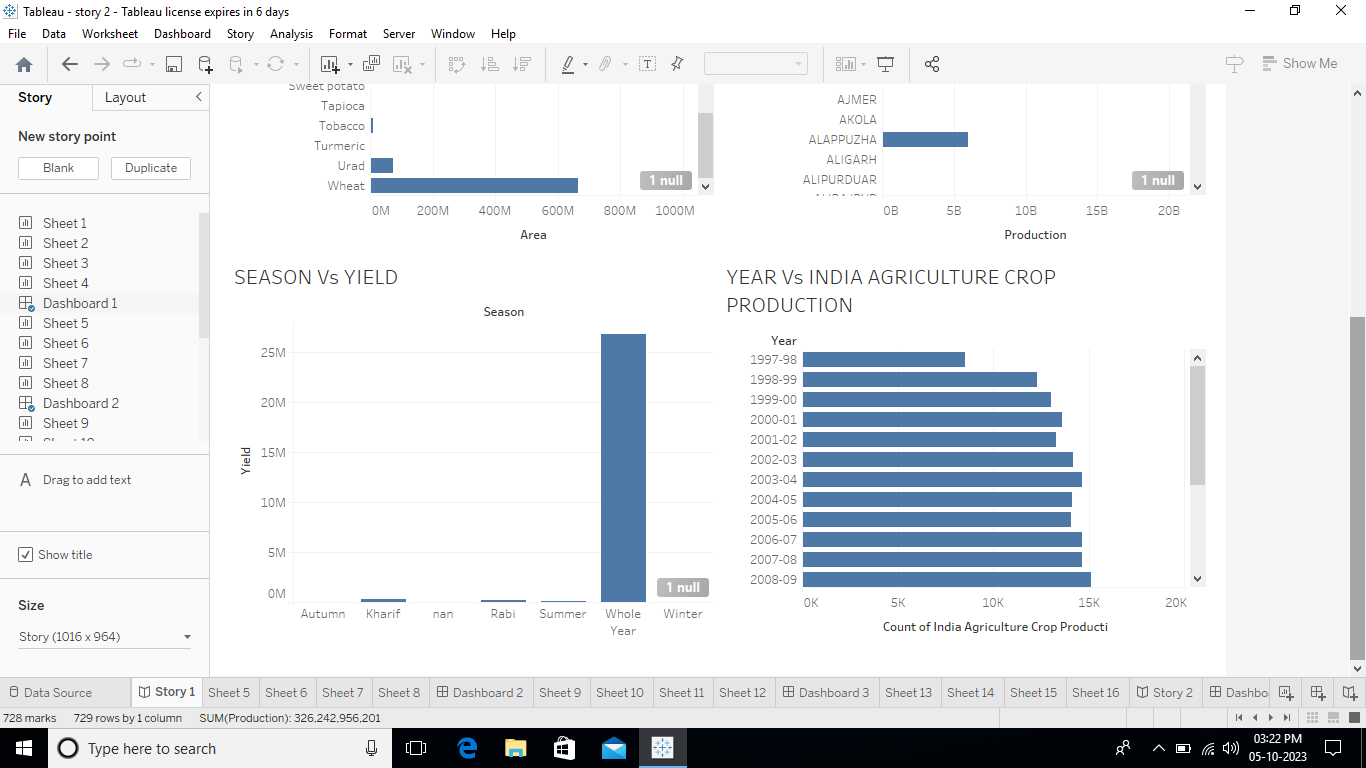 Tableau - story 2 - Tableau license expires in 6 days
File Data Worksheet Dashboard Story Analysis Format Server Window Help
Show Me
Story Layout
New story point
Blank Duplicate
Sheet 1
Sheet 2
Sheet 3
Sheet 4
Dashboard 1
Sheet 5
Sheet 6
Sheet 7
Sheet 8
Dashboard 2
Sheet 9
A Drag to add text
Show title
Size
Story (1016 x 964)
Sweet potato
Tapioca
Tobacco
Turmeric
Urad
Wheat
1 null
0M 200M 400M 600M 800M 1000M
Area
AJMER
AKOLA
ALAPPUZHA
ALIGARH
ALIPURDUAR
1 null
0B 5B 10B 15B 20B
Production
SEASON Vs YIELD
Season
Yield
25M
20M
15M
10M
5M
0M
1 null
Autumn Kharif nan Rabi Summer Whole Year Winter
YEAR Vs INDIA AGRICULTURE CROP
PRODUCTION
Year
1997-98
1998-99
1999-00
2000-01
2001-02
2002-03
2003-04
2004-05
2005-06
2006-07
2007-08
2008-09
0K 5K 10K 15K 20K
Count of India Agriculture Crop Producti
Data Source Story 1 Sheet 5 Sheet 6 Sheet 7 Sheet 8 Dashboard 2 Sheet 9 Sheet 10 Sheet 11 Sheet 12 Dashboard 3 Sheet 13 Sheet 14 Sheet 15 Sheet 16 Story 2 Dashbo
728 marks 729 rows by 1 column SUM(Production): 326,242,956,201
Type here to search
03:22 PM
05-10-2023